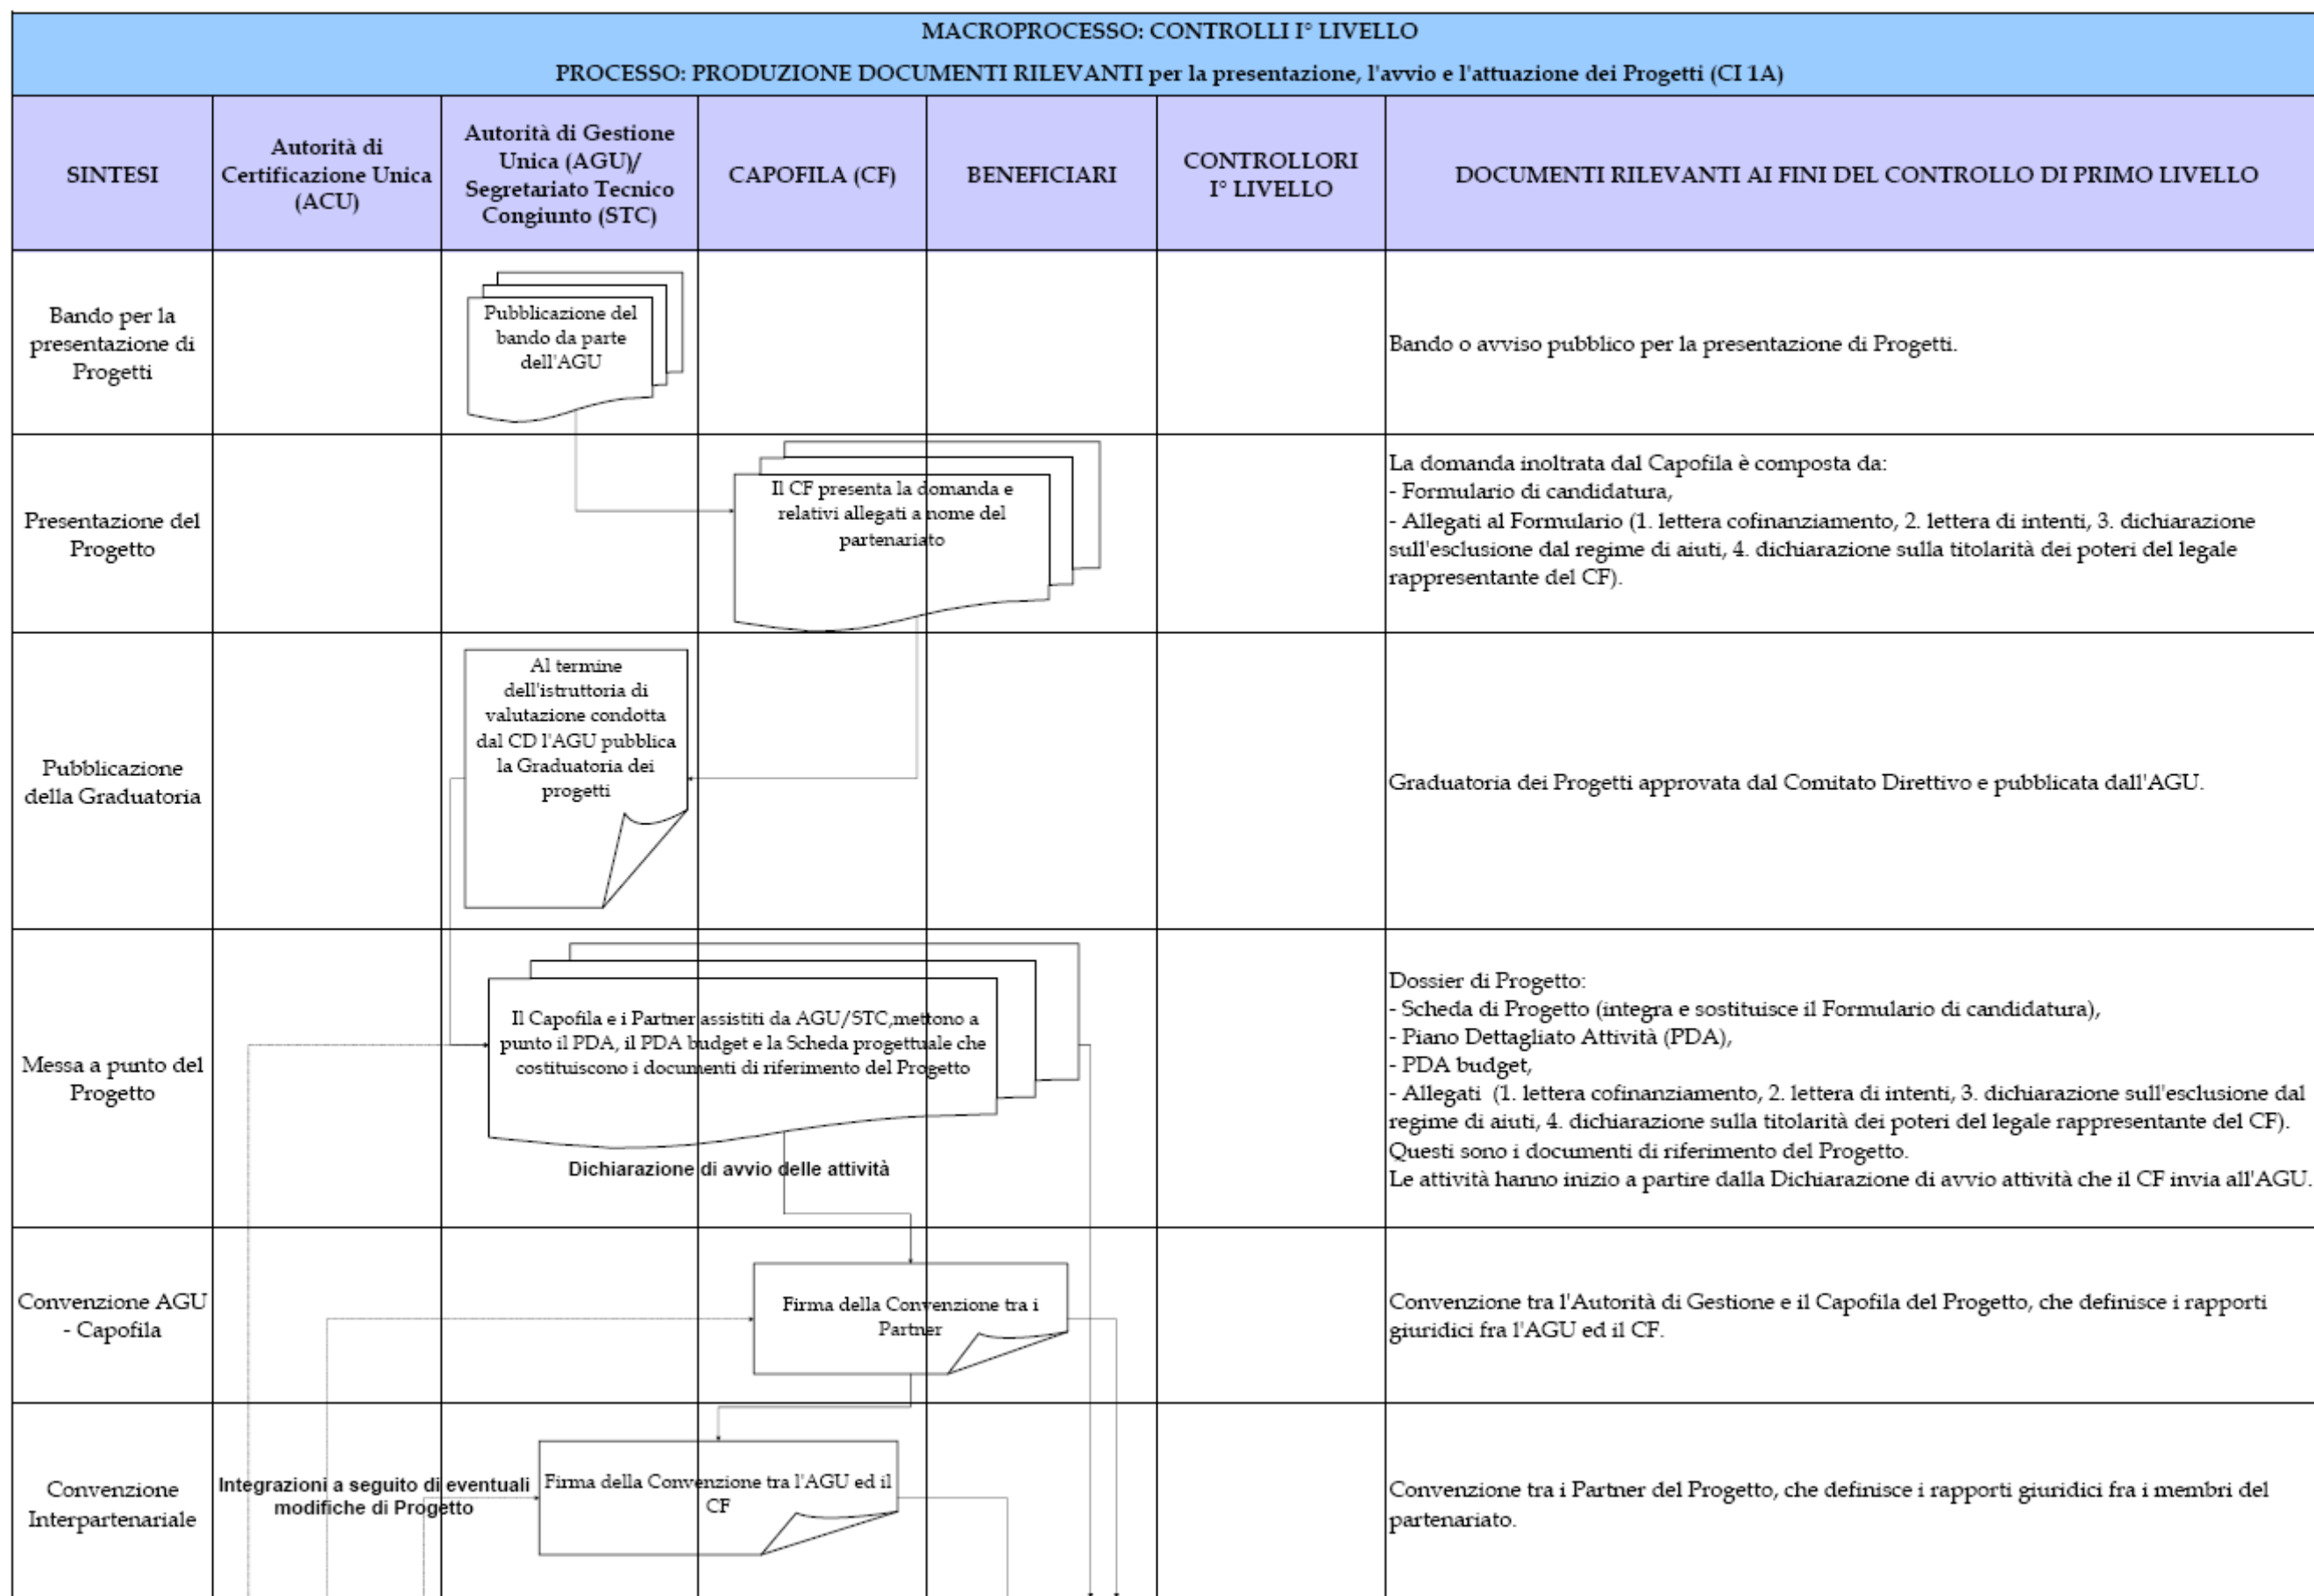 MACROPROCESSO: CONTROLLI I° LIVELLO
PROCESSO: PRODUZIONE DOCUMENTI RILEVANTI per la presentazione, l'avvio e l'attuazione dei Progetti (CI 1A)
SINTESI
Autorità di
Certificazione Unica
(ACU)
Autorità di Gestione
Unica (AGU)/
Segretariato Tecnico
Congiunto (STC)
CAPOFILA (CF)
BENEFICIARI
CONTROLLORI
I° LIVELLO
DOCUMENTI RILEVANTI AI FINI DEL CONTROLLO DI PRIMO LIVELLO
Bando per la
presentazione di
Progetti
Pubblicazione del
bando da parte
dell'AGU
Bando o avviso pubblico per la presentazione di Progetti.
Presentazione del
Progetto
Il CF presenta la domanda e
relativi allegati a nome del
partenariato
La domanda inoltrata dal Capofila è composta da:
- Formulario di candidatura,
- Allegati al Formulario (1. lettera cofinanziamento, 2. lettera di intenti, 3. dichiarazione
sull'esclusione dal regime di aiuti, 4. dichiarazione sulla titolarità dei poteri del legale
rappresentante del CF).
Pubblicazione
della Graduatoria
Al termine
dell'istruttoria di
valutazione condotta
dal CD l'AGU pubblica
la Graduatoria dei
progetti
Graduatoria dei Progetti approvata dal Comitato Direttivo e pubblicata dall'AGU.
Messa a punto del
Progetto
Il Capofila e i Partner assistiti da AGU/STC,mettono a
punto il PDA, il PDA budget e la Scheda progettuale che
costituiscono i documenti di riferimento del Progetto
Dichiarazione di avvio delle attività
Dossier di Progetto:
- Scheda di Progetto (integra e sostituisce il Formulario di candidatura),
- Piano Dettagliato Attività (PDA),
- PDA budget,
- Allegati (1. lettera cofinanziamento, 2. lettera di intenti, 3. dichiarazione sull'esclusione dal
regime di aiuti, 4. dichiarazione sulla titolarità dei poteri del legale rappresentante del CF).
Questi sono i documenti di riferimento del Progetto.
Le attività hanno inizio a partire dalla Dichiarazione di avvio attività che il CF invia all'AGU.
Convenzione AGU
- Capofila
Firma della Convenzione tra i
Partner
Convenzione tra l'Autorità di Gestione e il Capofila del Progetto, che definisce i rapporti
giuridici fra l'AGU ed il CF.
Convenzione
Interpartenariale
Integrazioni a seguito di eventuali
modifiche di Progetto
Firma della Convenzione tra l'AGU ed il
CF
Convenzione tra i Partner del Progetto, che definisce i rapporti giuridici fra i membri del
partenariato.